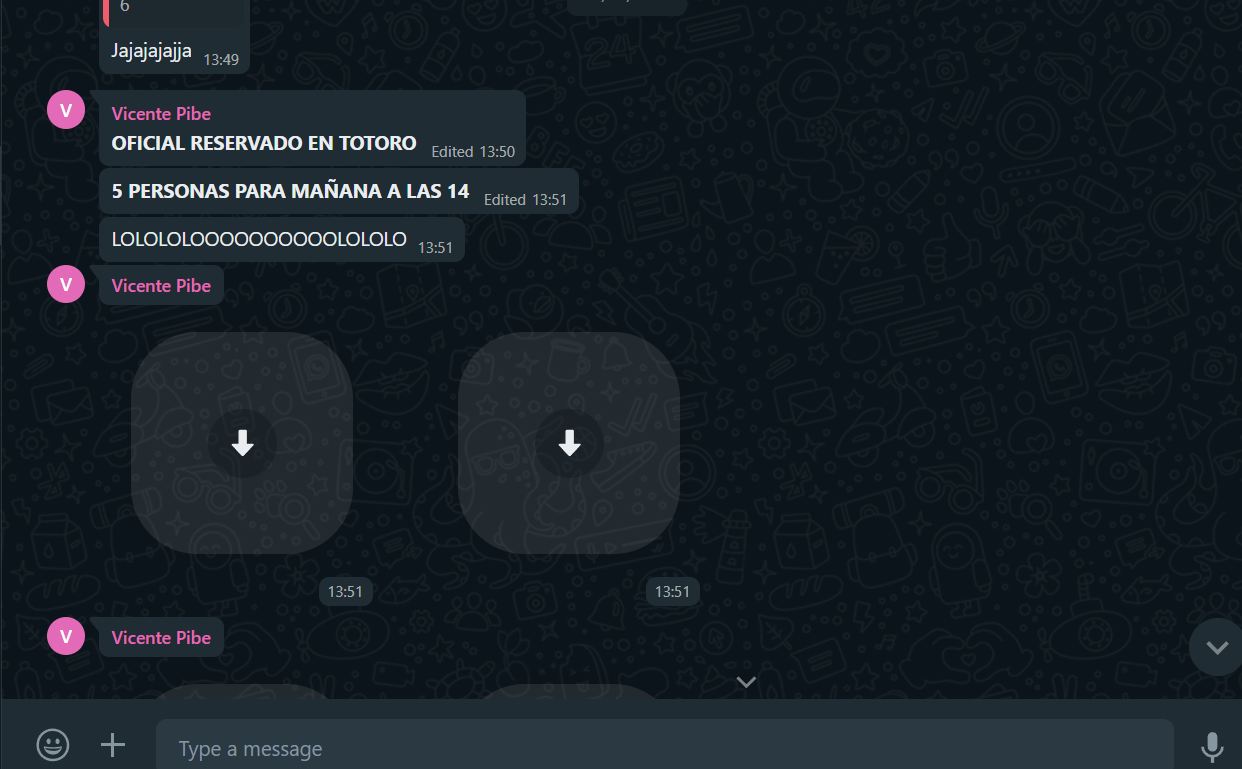 6
Jajajajajja 13:49
V
Vicente Pibe
OFICIAL RESERVADO EN TOTORO Edited 13:50
5 PERSONAS PARA MAÑANA A LAS 14 Edited 13:51
LOLOLOLOOOOOOOOOOLOLOLO 13:51
V
Vicente Pibe
13:51 13:51
V
Vicente Pibe
Type a message